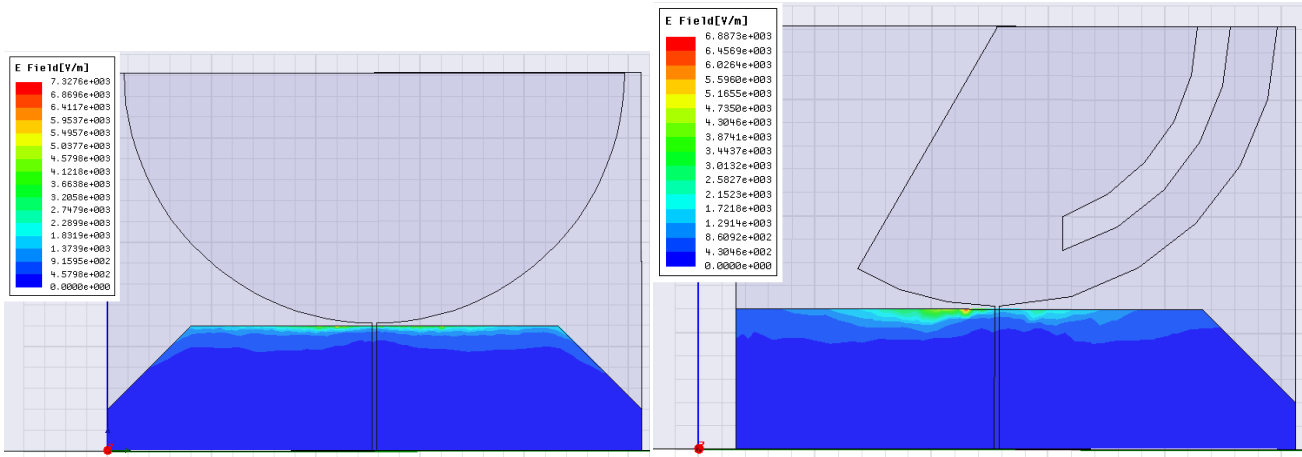 E Field[V/m]
7.3276e+003
6.8696e+003
6.4117e+003
5.9537e+003
5.4957e+003
5.0377e+003
4.5798e+003
4.1218e+003
3.6638e+003
3.2058e+003
2.7479e+003
2.2899e+003
1.8319e+003
1.3739e+003
9.1595e+002
4.5798e+002
0.0000e+000
E Field[V/m]
6.8873e+003
6.4569e+003
6.0264e+003
5.5960e+003
5.1655e+003
4.7350e+003
4.3046e+003
3.8741e+003
3.4437e+003
3.0132e+003
2.5827e+003
2.1523e+003
1.7218e+003
1.2914e+003
8.6092e+002
4.3046e+002
0.0000e+000